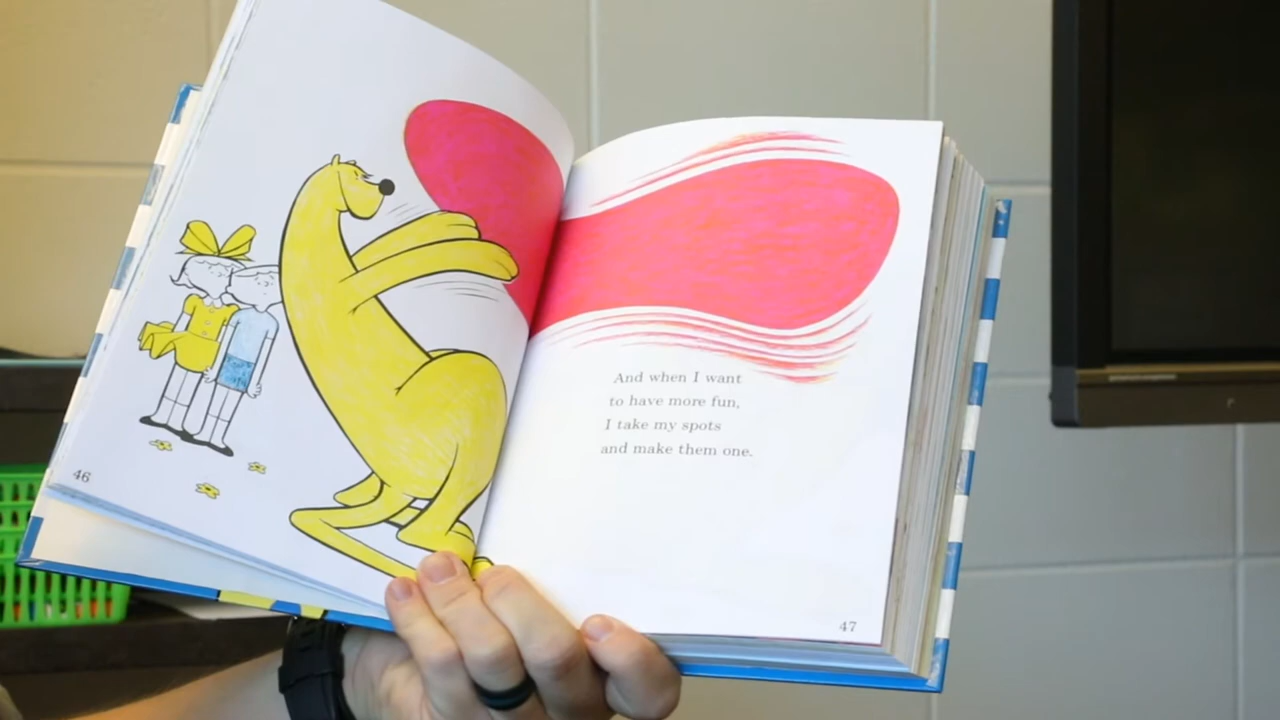 46
And when I want
to have more fun,
I take my spots
and make them one.
47